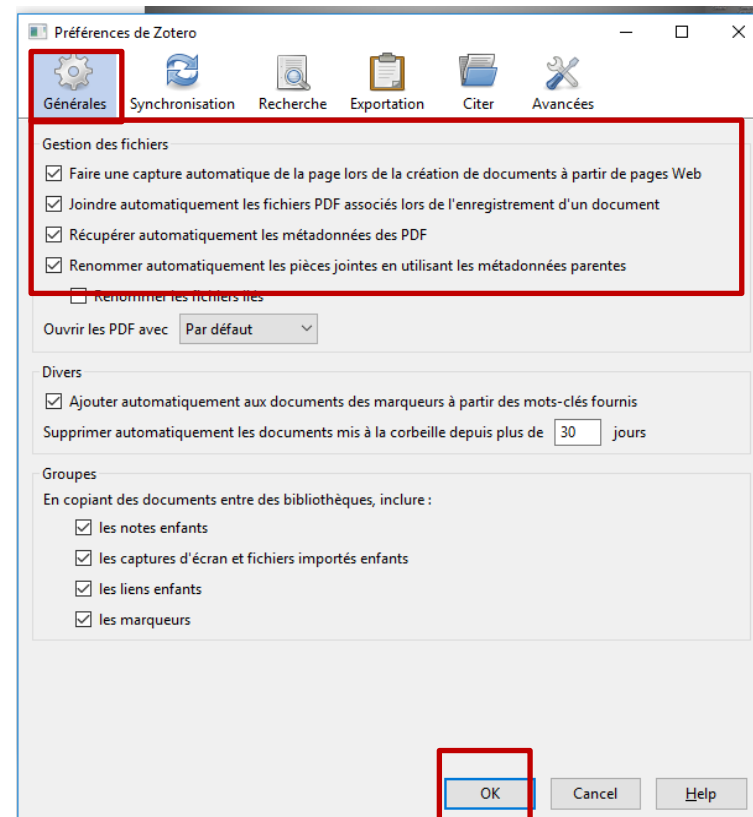 Préférences de Zotero
Générales Synchronisation Recherche Exportation Citer Avancées
Gestion des fichiers
Faire une capture automatique de la page lors de la création de documents à partir de pages Web
Joindre automatiquement les fichiers PDF associés lors de l'enregistrement d'un document
Récupérer automatiquement les métadonnées des PDF
Renommer automatiquement les pièces jointes en utilisant les métadonnées parentes
Renommer les fichiers liés
Ouvrir les PDF avec Par défaut
Divers
Ajouter automatiquement aux documents des marqueurs à partir des mots-clés fournis
Supprimer automatiquement les documents mis à la corbeille depuis plus de 30 jours
Groupes
En copiant des documents entre des bibliothèques, inclure :
les notes enfants
les captures d'écran et fichiers importés enfants
les liens enfants
les marqueurs
OK Cancel Help